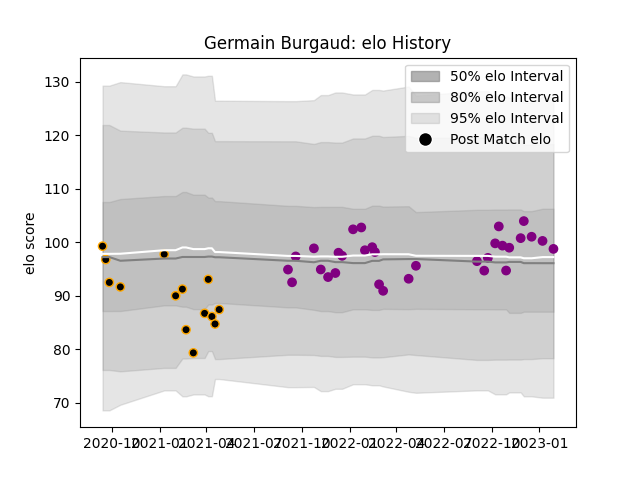 Germain Burgaud: elo History
50% elo Interval
80% elo Interval
95% elo Interval
Post Match elo
elo score
130
120
110
100
90
80
70
2020-10 2021-01 2021-04 2021-07 2021-10 2022-01 2022-04 2022-07 2022-10 2023-01